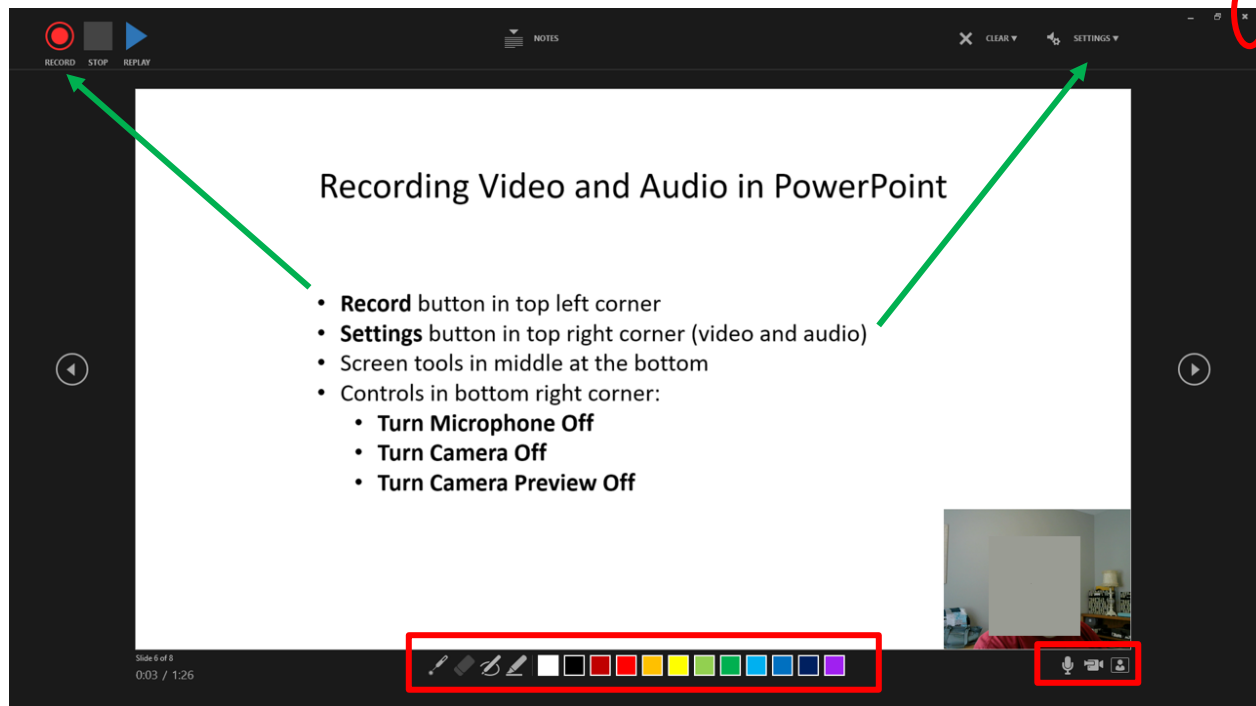 RECORD STOP REPLAY
NOTES
CLEAR ▼
SETTINGS ▼
Recording Video and Audio in PowerPoint
• Record button in top left corner
• Settings button in top right corner (video and audio)
• Screen tools in middle at the bottom
• Controls in bottom right corner:
• Turn Microphone Off
• Turn Camera Off
• Turn Camera Preview Off
Slide 6 of 8
0:03 / 1:26